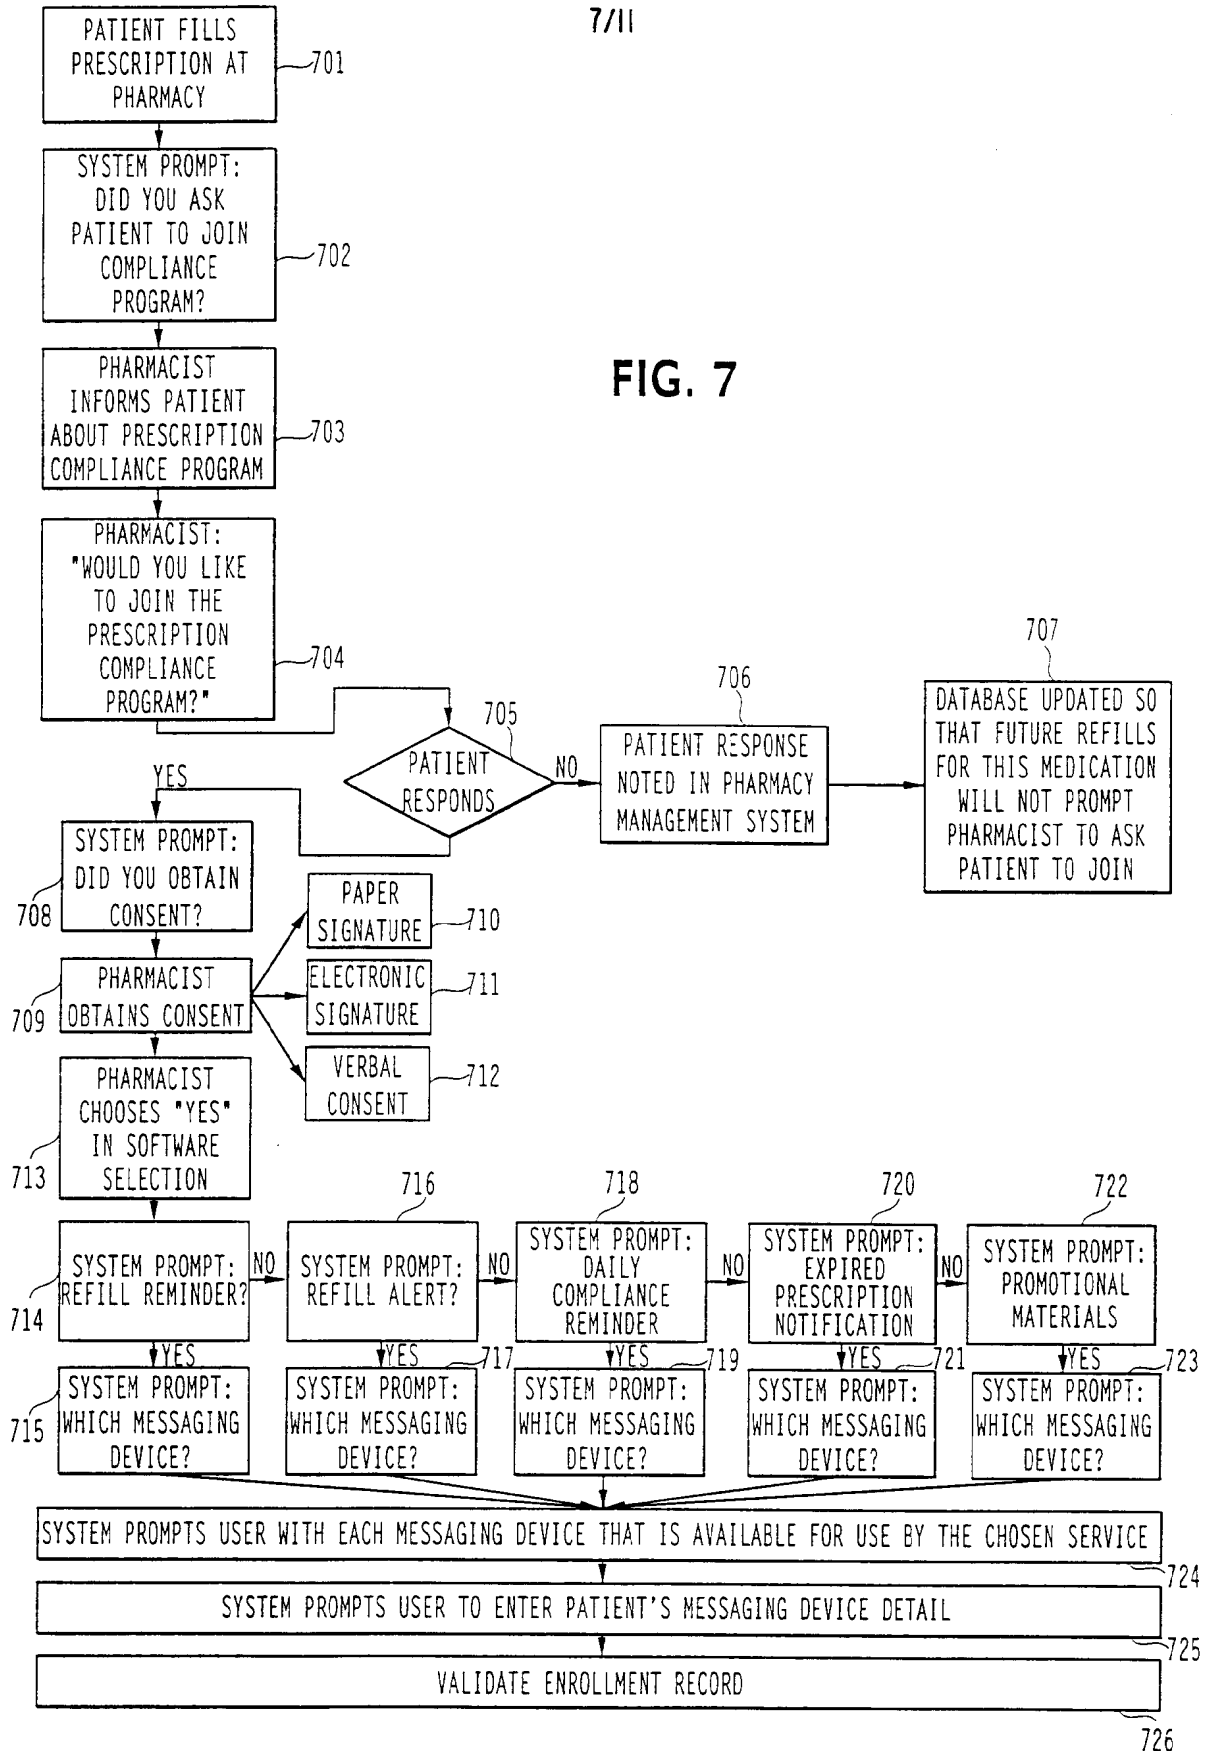 7/11
PATIENT FILLS
PRESCRIPTION AT
PHARMACY
701
SYSTEM PROMPT:
DID YOU ASK
PATIENT TO JOIN
COMPLIANCE
PROGRAM?
702
PHARMACIST
INFORMS PATIENT
ABOUT PRESCRIPTION
COMPLIANCE PROGRAM
703
FIG. 7
PHARMACIST:
"WOULD YOU LIKE
TO JOIN THE
PRESCRIPTION
COMPLIANCE
PROGRAM?"
704
705
PATIENT
RESPONDS
NO
YES
706
PATIENT RESPONSE
NOTED IN PHARMACY
MANAGEMENT SYSTEM
707
DATABASE UPDATED SO
THAT FUTURE REFILLS
FOR THIS MEDICATION
WILL NOT PROMPT
PHARMACIST TO ASK
PATIENT TO JOIN
SYSTEM PROMPT:
DID YOU OBTAIN
CONSENT?
708
PHARMACIST
OBTAINS CONSENT
709
PAPER
SIGNATURE
710
ELECTRONIC
SIGNATURE
711
VERBAL
CONSENT
712
PHARMACIST
CHOOSES "YES"
IN SOFTWARE
SELECTION
713
SYSTEM PROMPT:
REFILL REMINDER?
714
NO
716
SYSTEM PROMPT:
REFILL ALERT?
NO
718
SYSTEM PROMPT:
DAILY
COMPLIANCE
REMINDER
NO
720
SYSTEM PROMPT:
EXPIRED
PRESCRIPTION
NOTIFICATION
NO
722
SYSTEM PROMPT:
PROMOTIONAL
MATERIALS
YES
SYSTEM PROMPT:
WHICH MESSAGING
DEVICE?
715
YES
717
SYSTEM PROMPT:
WHICH MESSAGING
DEVICE?
YES
719
SYSTEM PROMPT:
WHICH MESSAGING
DEVICE?
YES
721
SYSTEM PROMPT:
WHICH MESSAGING
DEVICE?
YES
723
SYSTEM PROMPT:
WHICH MESSAGING
DEVICE?
SYSTEM PROMPTS USER WITH EACH MESSAGING DEVICE THAT IS AVAILABLE FOR USE BY THE CHOSEN SERVICE
724
SYSTEM PROMPTS USER TO ENTER PATIENT'S MESSAGING DEVICE DETAIL
725
VALIDATE ENROLLMENT RECORD
726